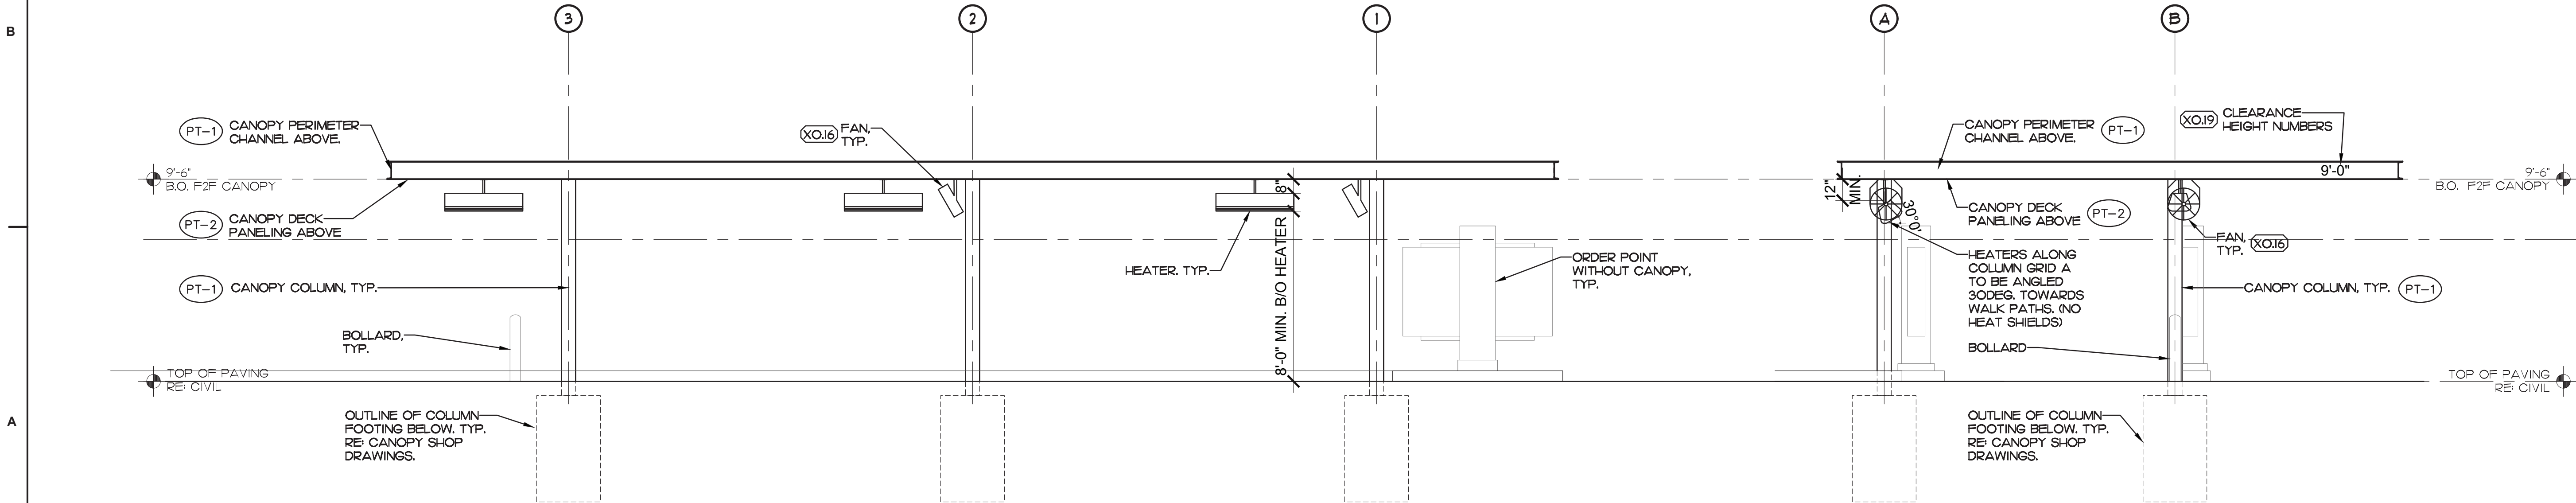 B
3
2
1
A
B
PT-1
CANOPY PERIMETER
CHANNEL ABOVE.
X0.16
FAN,
TYP.
CANOPY PERIMETER
CHANNEL ABOVE.
PT-1
X0.19
CLEARANCE
HEIGHT NUMBERS
9'-6"
B.O. F2F CANOPY
8"
12"
MIN.
9'-0"
9'-6"
B.O. F2F CANOPY
PT-2
CANOPY DECK
PANELING ABOVE
30°0'
CANOPY DECK
PANELING ABOVE
PT-2
FAN,
TYP.
X0.16
HEATER. TYP.
8'-0" MIN. B/O HEATER
ORDER POINT
WITHOUT CANOPY,
TYP.
HEATERS ALONG
COLUMN GRID A
TO BE ANGLED
30DEG. TOWARDS
WALK PATHS. (NO
HEAT SHIELDS)
PT-1
CANOPY COLUMN, TYP.
CANOPY COLUMN, TYP.
PT-1
BOLLARD,
TYP.
BOLLARD
TOP OF PAVING
RE: CIVIL
TOP OF PAVING
RE: CIVIL
A
OUTLINE OF COLUMN
FOOTING BELOW. TYP.
RE: CANOPY SHOP
DRAWINGS.
OUTLINE OF COLUMN
FOOTING BELOW. TYP.
RE: CANOPY SHOP
DRAWINGS.